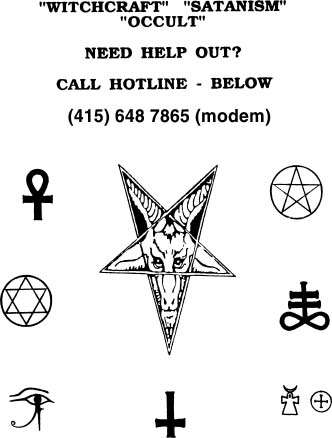 "WITCHCRAFT" "SATANISM"
"OCCULT"
NEED HELP OUT?
CALL HOTLINE - BELOW
(415) 648 7865 (modem)